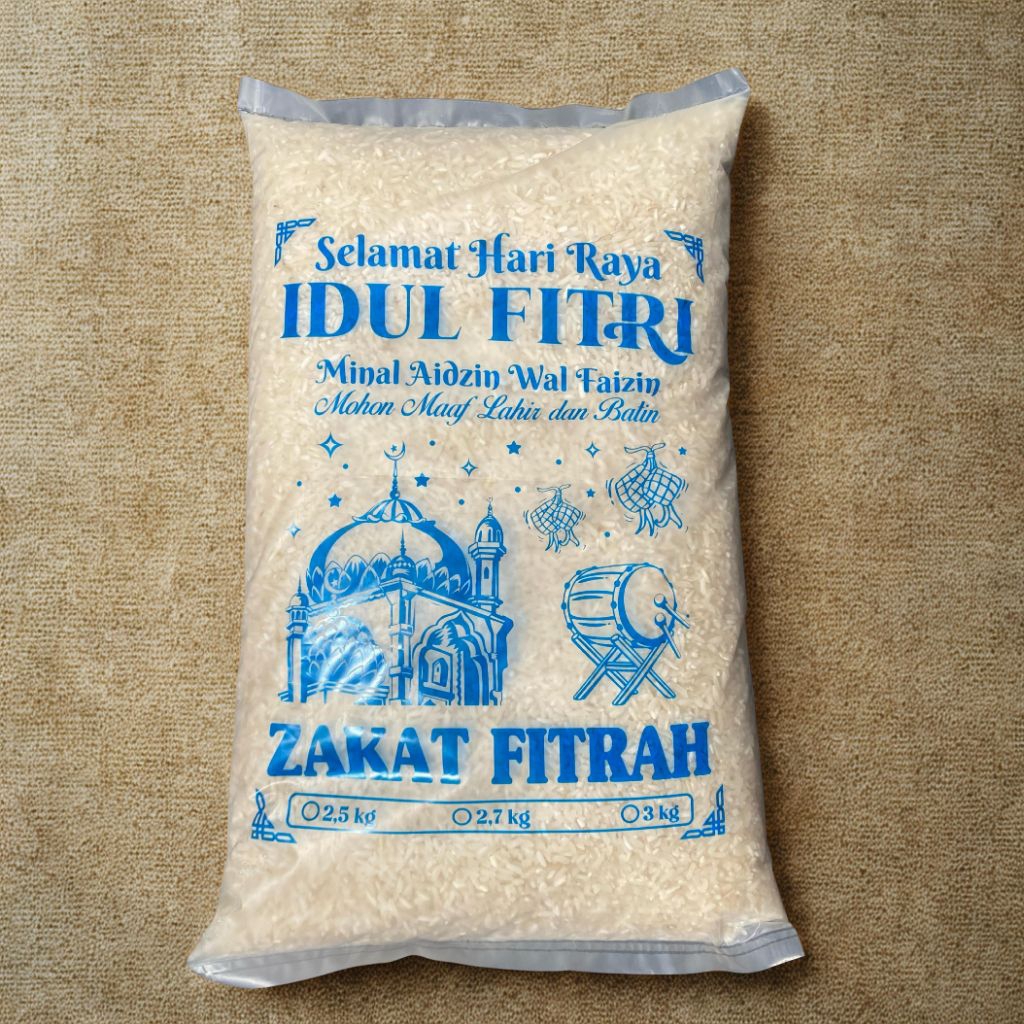 Selamat Hari Raya
IDUL FITRI
Minal Aidzin Wal Faizin
Mohon Maaf Lahir dan Batin
ZAKAT FITRAH
2,5 kg 2,7 kg 3 kg